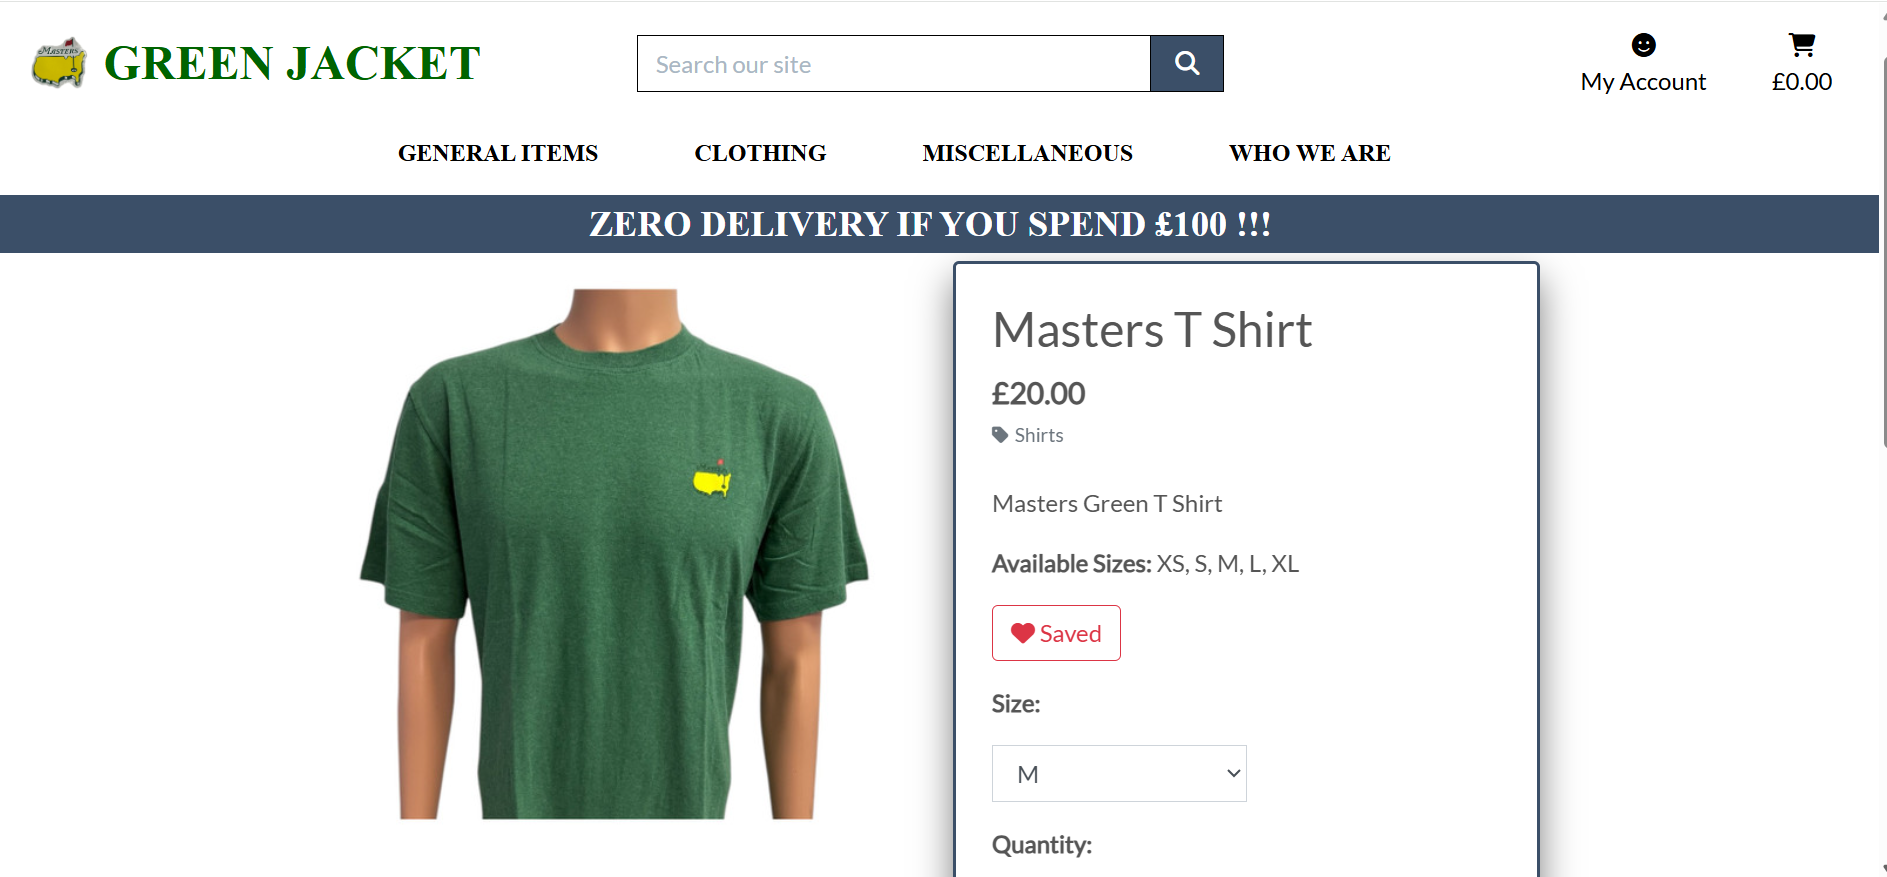 MASTERS
GREEN JACKET
Search our site
My Account
£0.00
GENERAL ITEMS
CLOTHING
MISCELLANEOUS
WHO WE ARE
ZERO DELIVERY IF YOU SPEND £100 !!!
Masters T Shirt
£20.00
Shirts
Masters Green T Shirt
Available Sizes: XS, S, M, L, XL
Saved
Size:
M
Quantity: